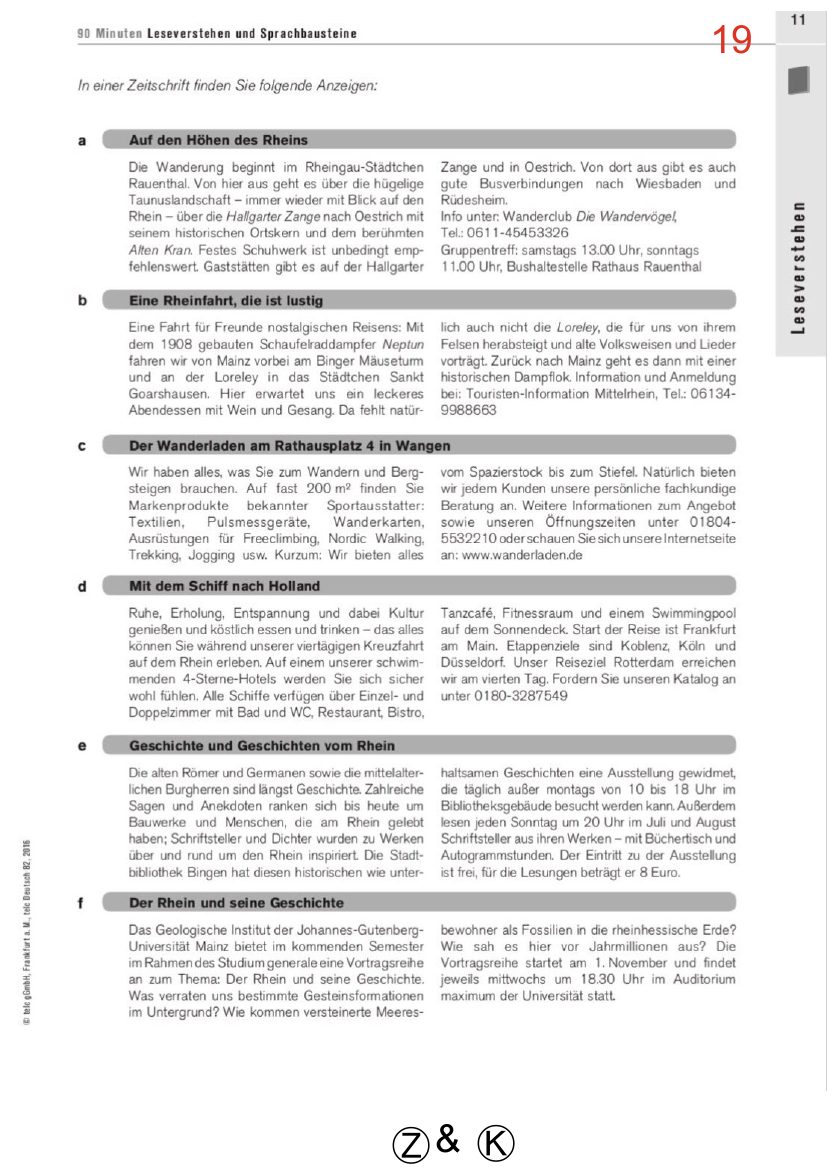 90 Minuten Leseverstehen und Sprachbausteine
19
11
In einer Zeitschrift finden Sie folgende Anzeigen:
Leseverstehen
a Auf den Höhen des Rheins
Die Wanderung beginnt im Rheingau-Städtchen
Rauenthal. Von hier aus geht es über die hügelige
Taunuslandschaft – immer wieder mit Blick auf den
Rhein – über die Hallgarter Zange nach Oestrich mit
seinem historischen Ortskern und dem berühmten
Alten Kran. Festes Schuhwerk ist unbedingt emp-
fehlenswert. Gaststätten gibt es auf der Hallgarter
Zange und in Oestrich. Von dort aus gibt es auch
gute Busverbindungen nach Wiesbaden und
Rüdesheim.
Info unter: Wanderclub Die Wandervögel,
Tel.: 0611-45453326
Gruppentreff: samstags 13.00 Uhr, sonntags
11.00 Uhr, Bushaltestelle Rathaus Rauenthal
b Eine Rheinfahrt, die ist lustig
Eine Fahrt für Freunde nostalgischen Reisens: Mit
dem 1908 gebauten Schaufelraddampfer Neptun
fahren wir von Mainz vorbei am Binger Mäuseturm
und an der Loreley in das Städtchen Sankt
Goarshausen. Hier erwartet uns ein leckeres
Abendessen mit Wein und Gesang. Da fehlt natür-
lich auch nicht die Loreley, die für uns von ihrem
Felsen herabsteigt und alte Volksweisen und Lieder
vorträgt. Zurück nach Mainz geht es dann mit einer
historischen Dampflok. Information und Anmeldung
bei: Touristen-Information Mittelrhein, Tel.: 06134-
9988663
c Der Wanderladen am Rathausplatz 4 in Wangen
Wir haben alles, was Sie zum Wandern und Berg-
steigen brauchen. Auf fast 200 m² finden Sie
Markenprodukte bekannter Sportausstatter:
Textilien, Pulsmessgeräte, Wanderkarten,
Ausrüstungen für Freeclimbing, Nordic Walking,
Trekking, Jogging usw. Kurzum: Wir bieten alles
vom Spazierstock bis zum Stiefel. Natürlich bieten
wir jedem Kunden unsere persönliche fachkundige
Beratung an. Weitere Informationen zum Angebot
sowie unseren Öffnungszeiten unter 01804-
5532210 oder schauen Sie sich unsere Internetseite
an: www.wanderladen.de
d Mit dem Schiff nach Holland
Ruhe, Erholung, Entspannung und dabei Kultur
genießen und köstlich essen und trinken – das alles
können Sie während unserer viertägigen Kreuzfahrt
auf dem Rhein erleben. Auf einem unserer schwim-
menden 4-Sterne-Hotels werden Sie sich sicher
wohl fühlen. Alle Schiffe verfügen über Einzel- und
Doppelzimmer mit Bad und WC, Restaurant, Bistro,
Tanzcafé, Fitnessraum und einem Swimmingpool
auf dem Sonnendeck. Start der Reise ist Frankfurt
am Main. Etappenziele sind Koblenz, Köln und
Düsseldorf. Unser Reiseziel Rotterdam erreichen
wir am vierten Tag. Fordern Sie unseren Katalog an
unter 0180-3287549
e Geschichte und Geschichten vom Rhein
Die alten Römer und Germanen sowie die mittelalter-
lichen Burgherren sind längst Geschichte. Zahlreiche
Sagen und Anekdoten ranken sich bis heute um
Bauwerke und Menschen, die am Rhein gelebt
haben; Schriftsteller und Dichter wurden zu Werken
über und rund um den Rhein inspiriert. Die Stadt-
bibliothek Bingen hat diesen historischen wie unter-
haltsamen Geschichten eine Ausstellung gewidmet,
die täglich außer montags von 10 bis 18 Uhr im
Bibliotheksgebäude besucht werden kann. Außerdem
lesen jeden Sonntag um 20 Uhr im Juli und August
Schriftsteller aus ihren Werken – mit Büchertisch und
Autogrammstunden. Der Eintritt zu der Ausstellung
ist frei, für die Lesungen beträgt er 8 Euro.
f Der Rhein und seine Geschichte
Das Geologische Institut der Johannes-Gutenberg-
Universität Mainz bietet im kommenden Semester
im Rahmen des Studium generale eine Vortragsreihe
an zum Thema: Der Rhein und seine Geschichte.
Was verraten uns bestimmte Gesteinsformationen
im Untergrund? Wie kommen versteinerte Meeres-
bewohner als Fossilien in die rheinhessische Erde?
Wie sah es hier vor Jahrmillionen aus? Die
Vortragsreihe startet am 1. November und findet
jeweils mittwochs um 18.30 Uhr im Auditorium
maximum der Universität statt.
© telc gGmbH, Frankfurt a. M., telc Deutsch B2, 2016
Z & K